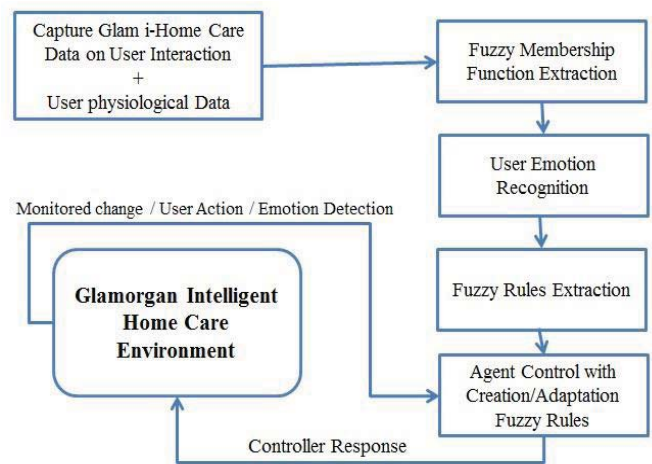 Capture Glam i-Home Care
Data on User Interaction
+
User physiological Data
Fuzzy Membership
Function Extraction
User Emotion
Recognition
Monitored change / User Action / Emotion Detection
Glamorgan Intelligent
Home Care
Environment
Fuzzy Rules Extraction
Agent Control with
Creation/Adaptation
Fuzzy Rules
Controller Response